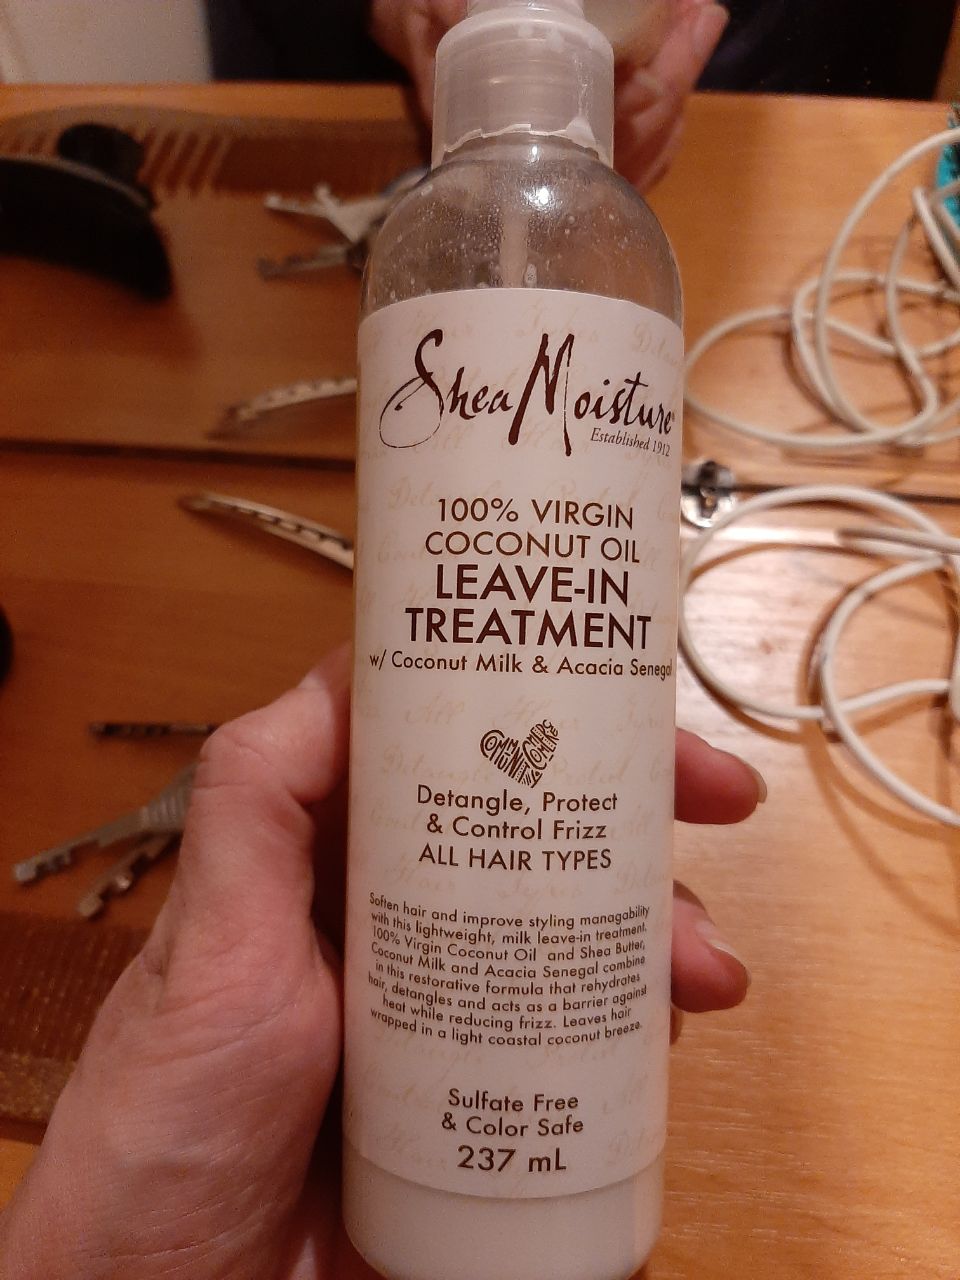 SheaMoisture®
Established 1912
100% VIRGIN
COCONUT OIL
LEAVE-IN
TREATMENT
w/ Coconut Milk & Acacia Senegal
COMMUNITY COMMERCE
Detangle, Protect
& Control Frizz
ALL HAIR TYPES
Soften hair and improve styling managability
with this lightweight, milk leave-in treatment.
100% Virgin Coconut Oil and Shea Butter,
Coconut Milk and Acacia Senegal combine
in this restorative formula that rehydrates
hair, detangles and acts as a barrier against
heat while reducing frizz. Leaves hair
wrapped in a light coastal coconut breeze.
Sulfate Free
& Color Safe
237 mL